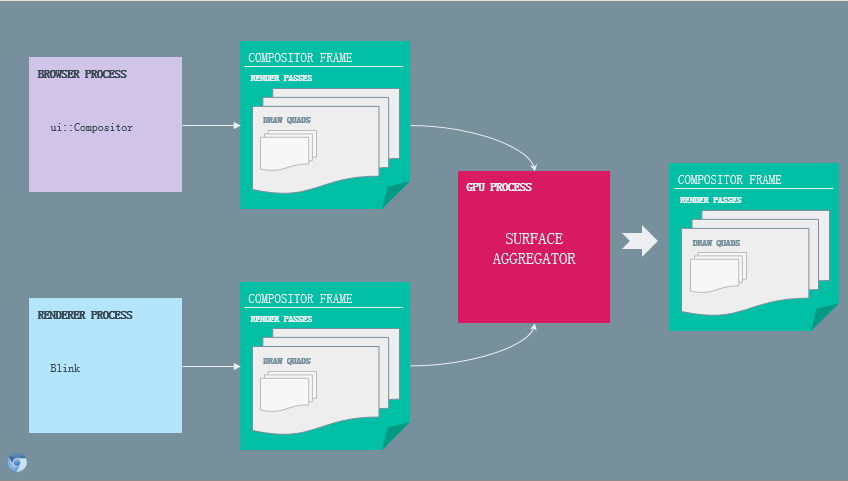 BROWSER PROCESS
ui::Compositor
COMPOSITOR FRAME
RENDER PASSES
DRAW QUADS
RENDERER PROCESS
Blink
COMPOSITOR FRAME
RENDER PASSES
DRAW QUADS
GPU PROCESS
SURFACE
AGGREGATOR
COMPOSITOR FRAME
RENDER PASSES
DRAW QUADS